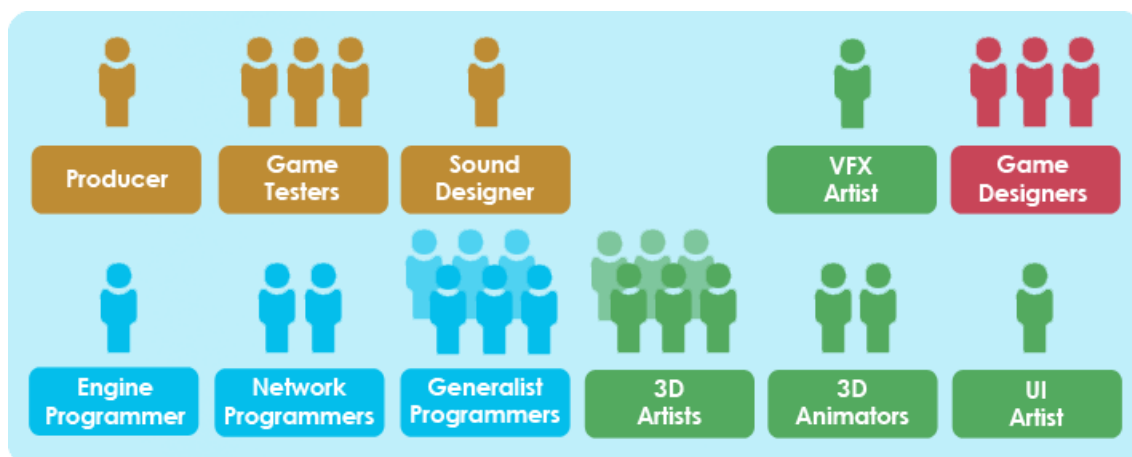 Producer
Game
Testers
Sound
Designer
VFX
Artist
Game
Designers
Engine
Programmer
Network
Programmers
Generalist
Programmers
3D
Artists
3D
Animators
UI
Artist